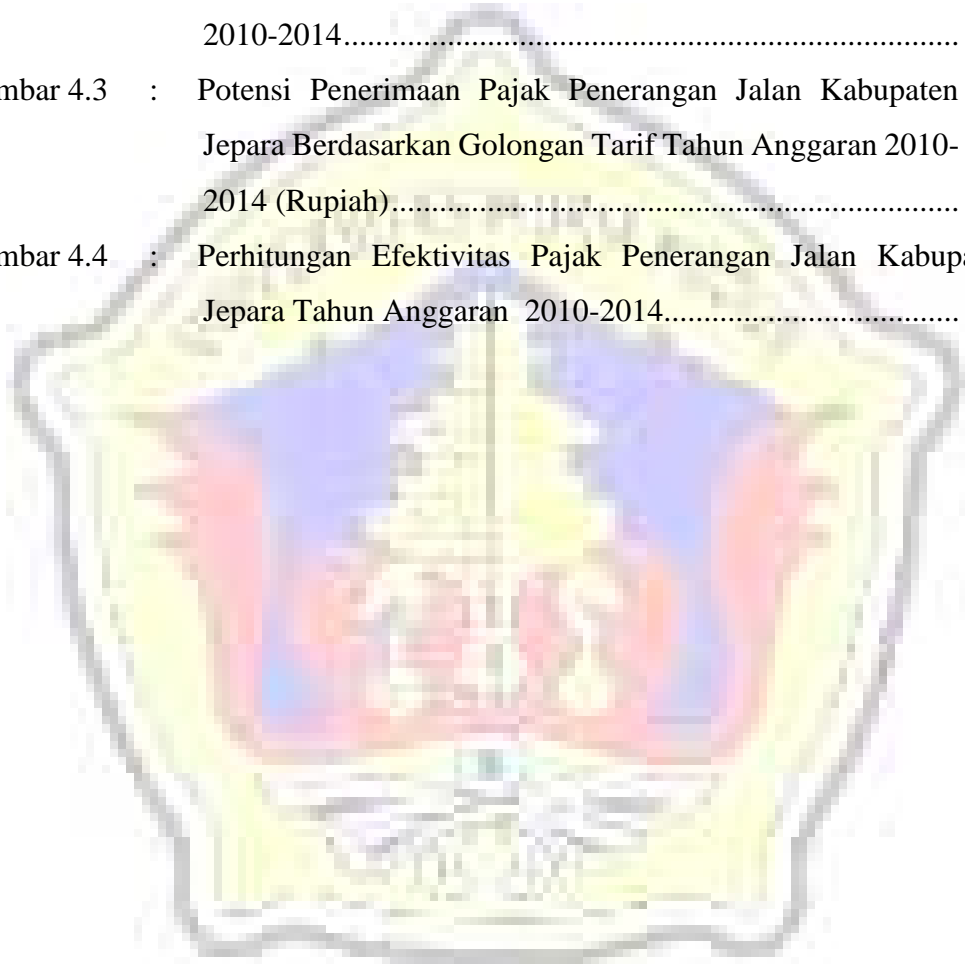 2010-2014.............................................................................
mbar 4.3 : Potensi Penerimaan Pajak Penerangan Jalan Kabupaten
Jepara Berdasarkan Golongan Tarif Tahun Anggaran 2010-
2014 (Rupiah).......................................................................
mbar 4.4 : Perhitungan Efektivitas Pajak Penerangan Jalan Kabupa
Jepara Tahun Anggaran 2010-2014.....................................